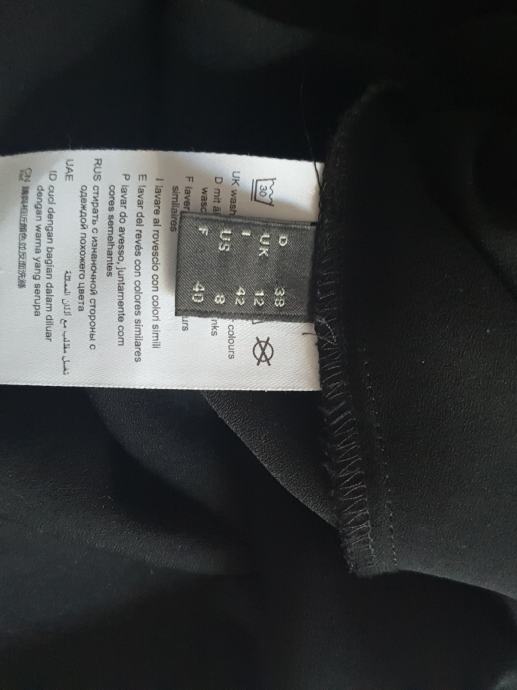 30
UK wash colours
D mit ä nks
wasc
F laver urs
similaires
I lavare al rovescio con colori simili
E lavar del revés con colores similares
P lavar do avesso, juntamente com
cores semelhantes
RUS стирать с изнаночной стороны с
одеждой похожего цвета
UAE
ID cuci dengan bagian dalam diluar
dengan warna yang serupa
CN
D 38
UK 12
I 42
US 8
F 40